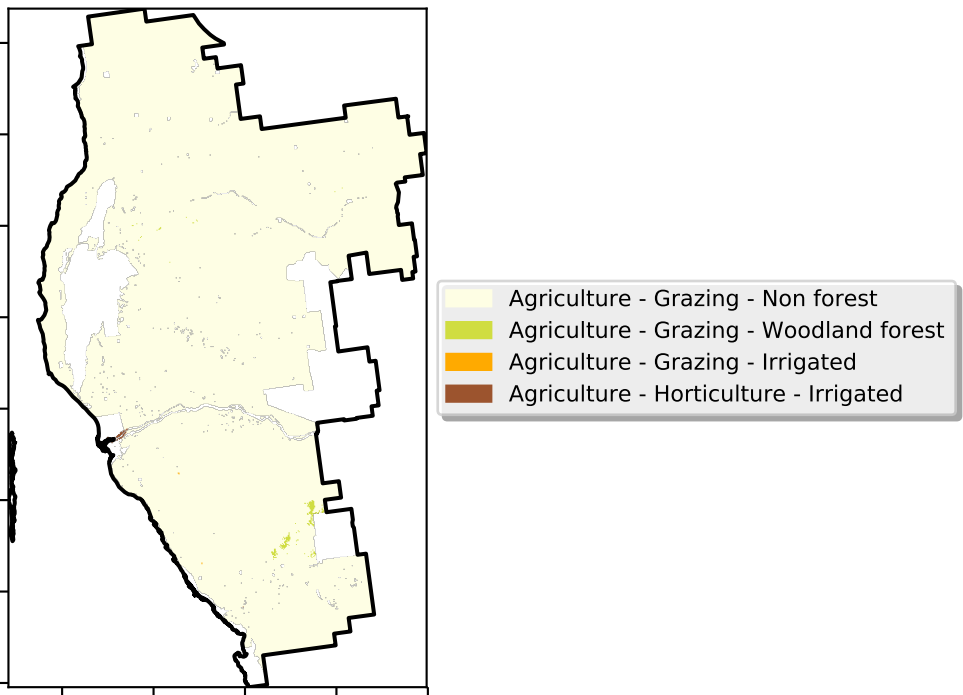 Agriculture - Grazing - Non forest
Agriculture - Grazing - Woodland forest
Agriculture - Grazing - Irrigated
Agriculture - Horticulture - Irrigated